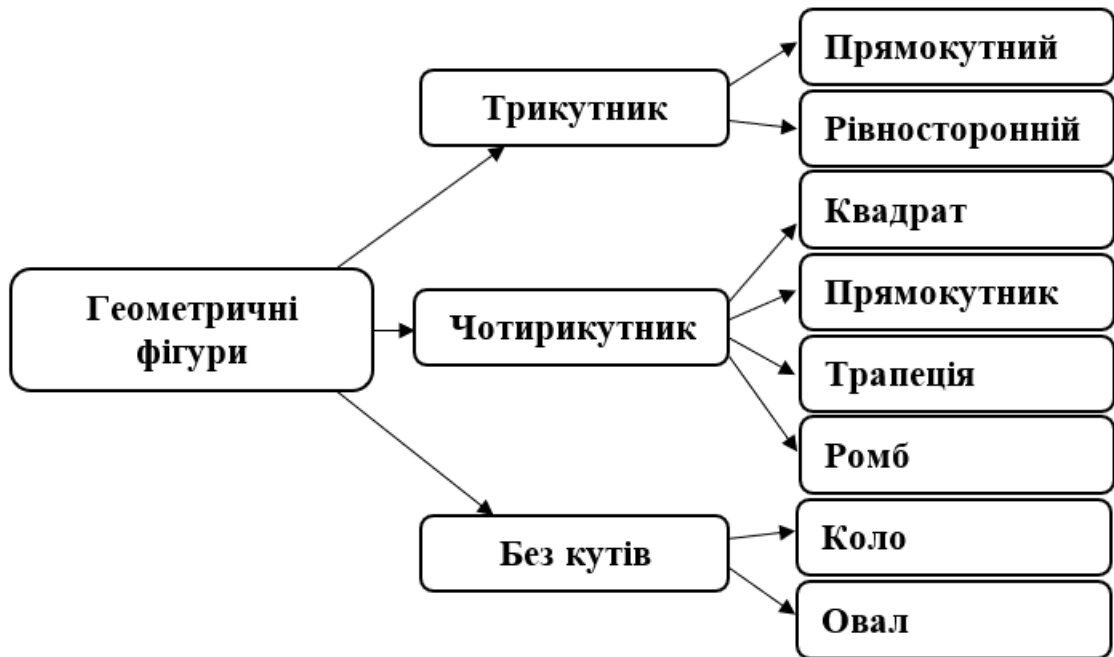 Геометричні
фігури
Трикутник
Прямокутний
Рівносторонній
Чотирикутник
Квадрат
Прямокутник
Трапеція
Ромб
Без кутів
Коло
Овал